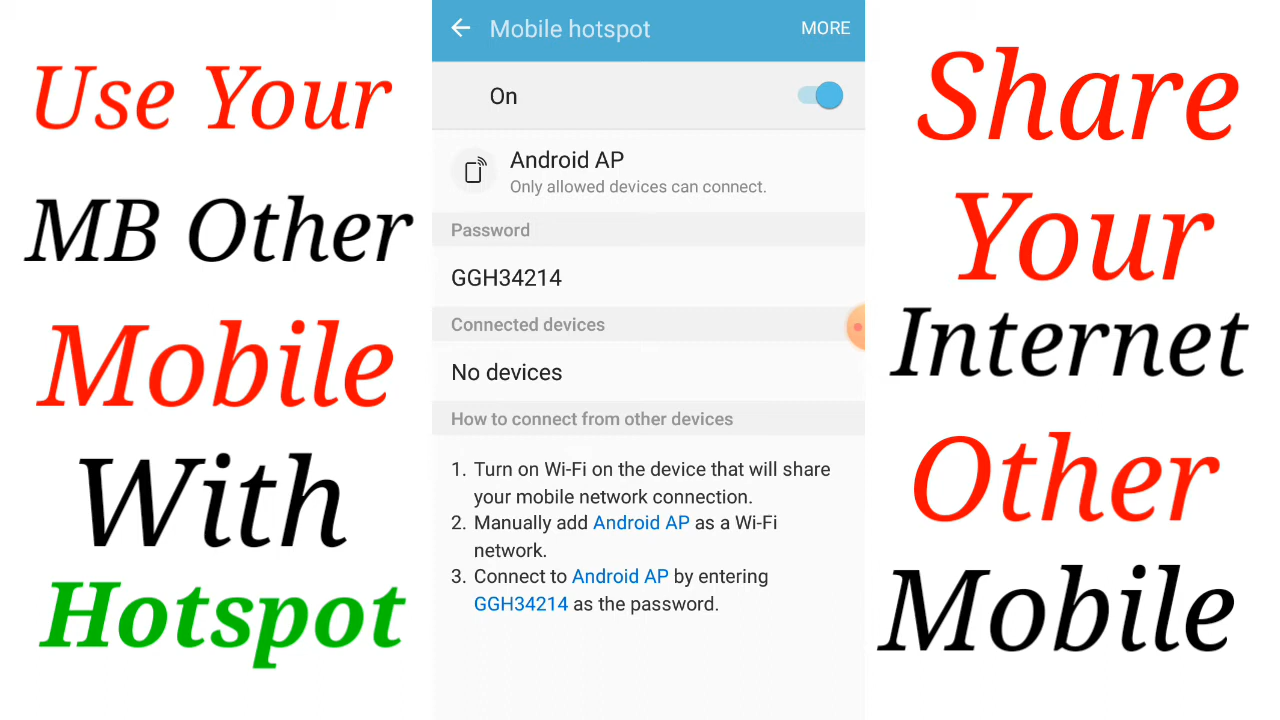 Use Your
MB Other
Mobile
With
Hotspot
Mobile hotspot
MORE
On
Android AP
Only allowed devices can connect.
Password
GGH34214
Connected devices
No devices
How to connect from other devices
1. Turn on Wi-Fi on the device that will share
your mobile network connection.
2. Manually add Android AP as a Wi-Fi
network.
3. Connect to Android AP by entering
GGH34214 as the password.
Share
Your
Internet
Other
Mobile